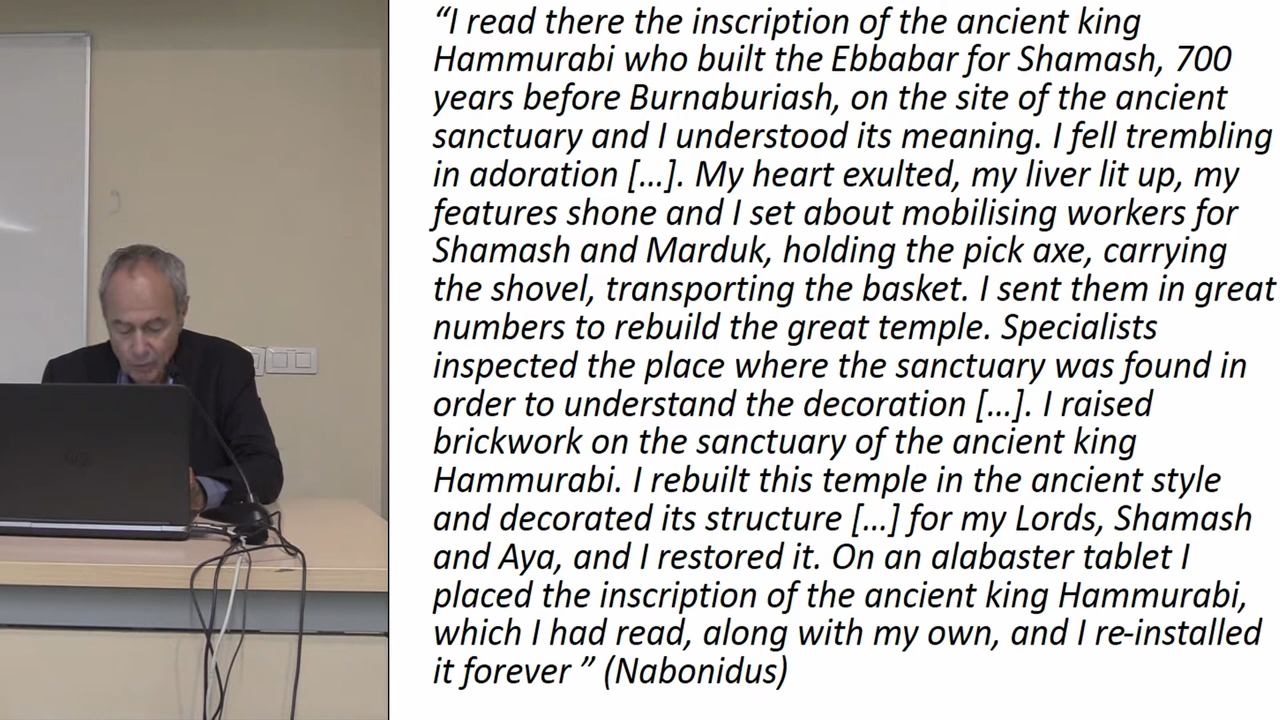 “I read there the inscription of the ancient king
Hammurabi who built the Ebbabar for Shamash, 700
years before Burnaburiash, on the site of the ancient
sanctuary and I understood its meaning. I fell trembling
in adoration […]. My heart exulted, my liver lit up, my
features shone and I set about mobilising workers for
Shamash and Marduk, holding the pick axe, carrying
the shovel, transporting the basket. I sent them in great
numbers to rebuild the great temple. Specialists
inspected the place where the sanctuary was found in
order to understand the decoration […]. I raised
brickwork on the sanctuary of the ancient king
Hammurabi. I rebuilt this temple in the ancient style
and decorated its structure […] for my Lords, Shamash
and Aya, and I restored it. On an alabaster tablet I
placed the inscription of the ancient king Hammurabi,
which I had read, along with my own, and I re-installed
it forever ” (Nabonidus)